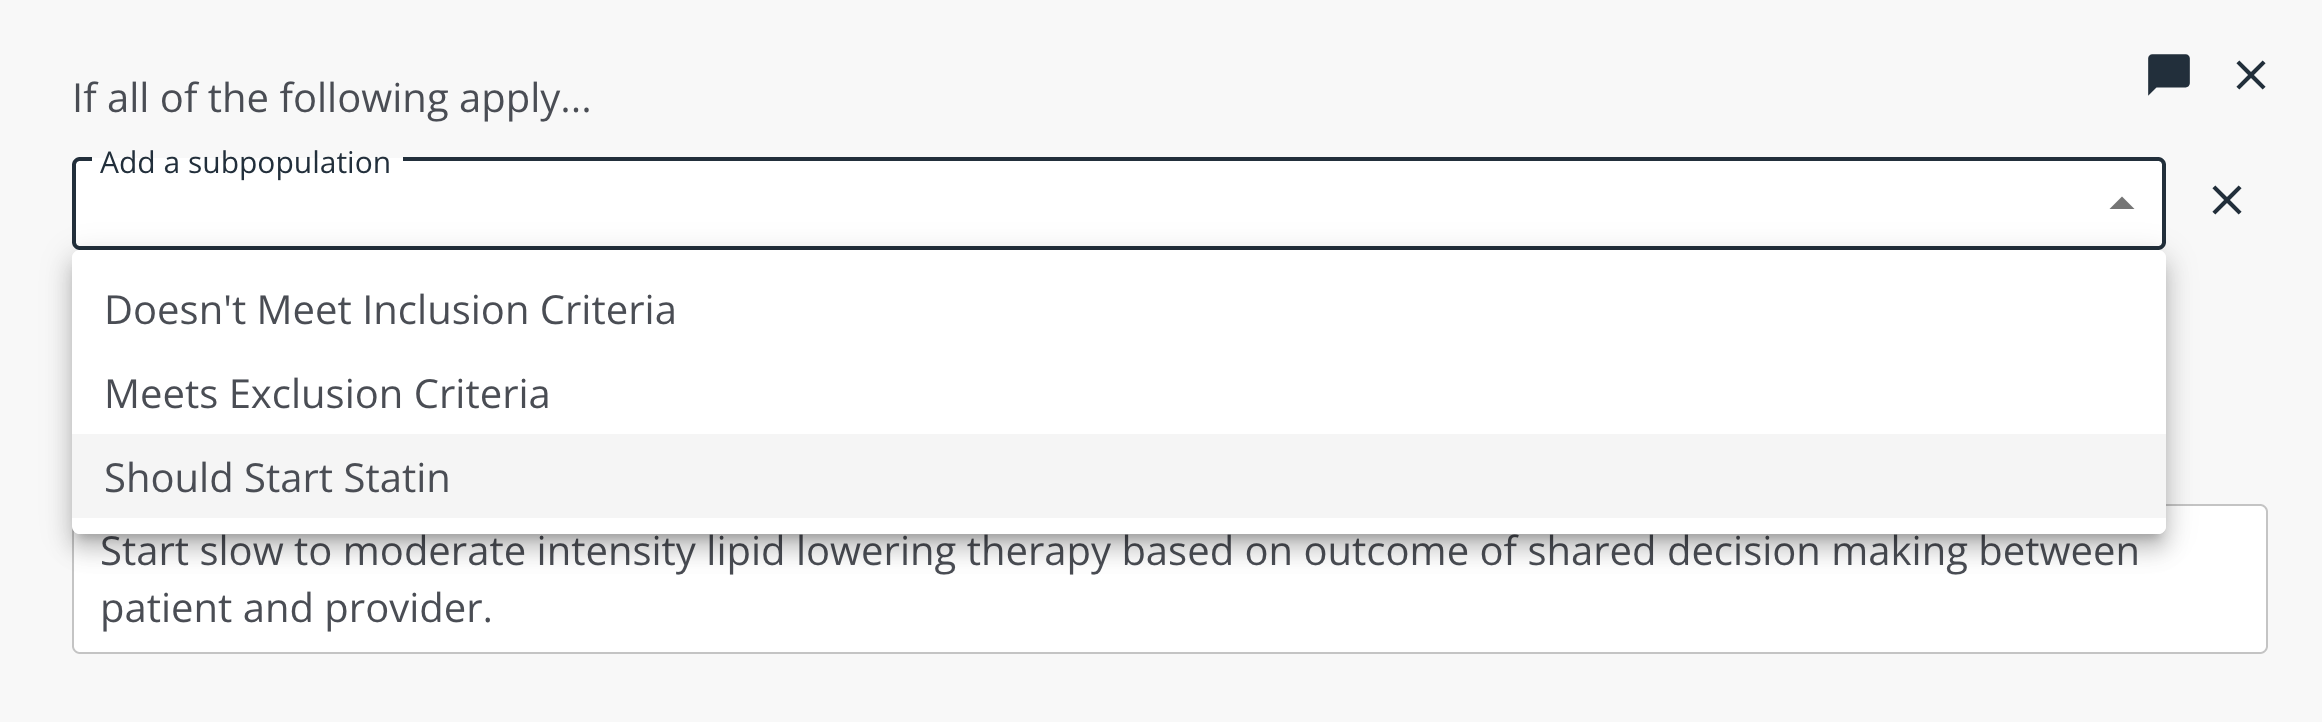 If all of the following apply...
Add a subpopulation
Doesn't Meet Inclusion Criteria
Meets Exclusion Criteria
Should Start Statin
Start slow to moderate intensity lipid lowering therapy based on outcome of shared decision making between
patient and provider.